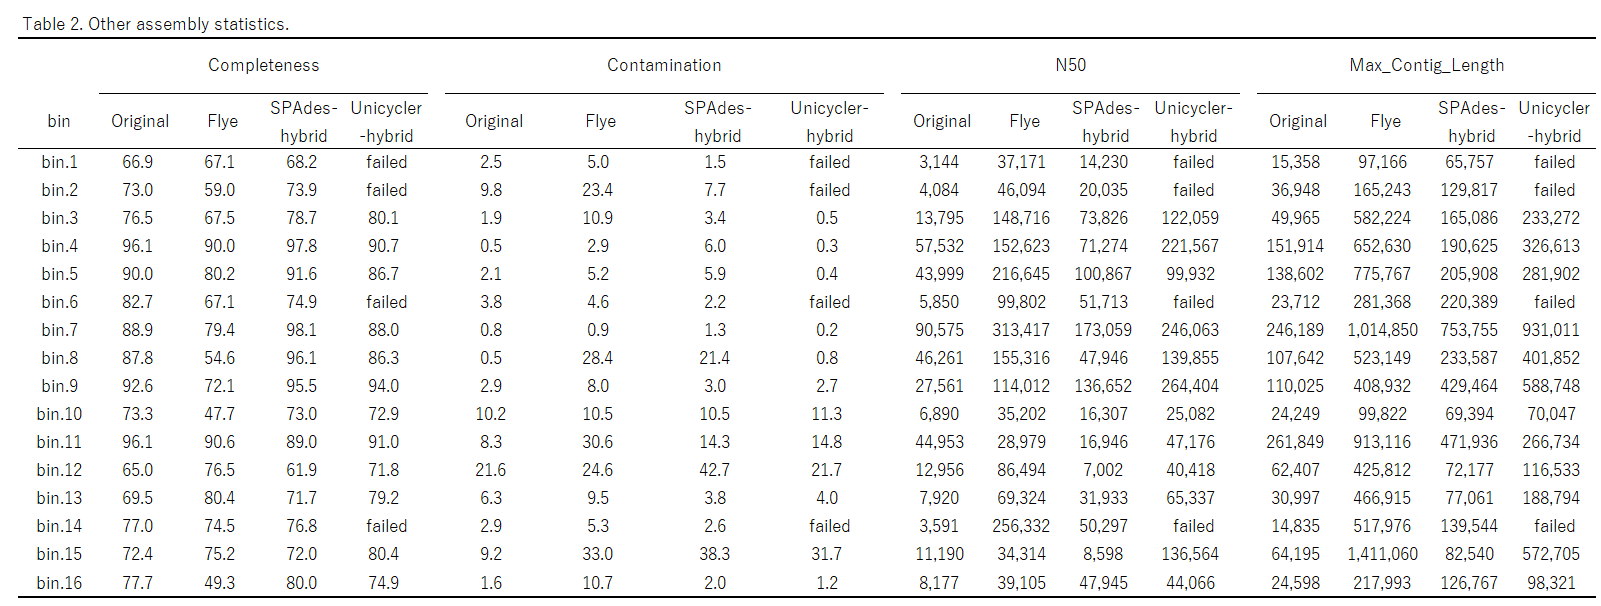 Table 2. Other assembly statistics.
Completeness Contamination N50 Max_Contig_Length
bin Original Flye SPAdes-hybrid Unicycler-hybrid Original Flye SPAdes-hybrid Unicycler-hybrid Original Flye SPAdes-hybrid Unicycler-hybrid Original Flye SPAdes-hybrid Unicycler-hybrid
bin.1 66.9 67.1 68.2 failed 2.5 5.0 1.5 failed 3,144 37,171 14,230 failed 15,358 97,166 65,757 failed
bin.2 73.0 59.0 73.9 failed 9.8 23.4 7.7 failed 4,084 46,094 20,035 failed 36,948 165,243 129,817 failed
bin.3 76.5 67.5 78.7 80.1 1.9 10.9 3.4 0.5 13,795 148,716 73,826 122,059 49,965 582,224 165,086 233,272
bin.4 96.1 90.0 97.8 90.7 0.5 2.9 6.0 0.3 57,532 152,623 71,274 221,567 151,914 652,630 190,625 326,613
bin.5 90.0 80.2 91.6 86.7 2.1 5.2 5.9 0.4 43,999 216,645 100,867 99,932 138,602 775,767 205,908 281,902
bin.6 82.7 67.1 74.9 failed 3.8 4.6 2.2 failed 5,850 99,802 51,713 failed 23,712 281,368 220,389 failed
bin.7 88.9 79.4 98.1 88.0 0.8 0.9 1.3 0.2 90,575 313,417 173,059 246,063 246,189 1,014,850 753,755 931,011
bin.8 87.8 54.6 96.1 86.3 0.5 28.4 21.4 0.8 46,261 155,316 47,946 139,855 107,642 523,149 233,587 401,852
bin.9 92.6 72.1 95.5 94.0 2.9 8.0 3.0 2.7 27,561 114,012 136,652 264,404 110,025 408,932 429,464 588,748
bin.10 73.3 47.7 73.0 72.9 10.2 10.5 10.5 11.3 6,890 35,202 16,307 25,082 24,249 99,822 69,394 70,047
bin.11 96.1 90.6 89.0 91.0 8.3 30.6 14.3 14.8 44,953 28,979 16,946 47,176 261,849 913,116 471,936 266,734
bin.12 65.0 76.5 61.9 71.8 21.6 24.6 42.7 21.7 12,956 86,494 7,002 40,418 62,407 425,812 72,177 116,533
bin.13 69.5 80.4 71.7 79.2 6.3 9.5 3.8 4.0 7,920 69,324 31,933 65,337 30,997 466,915 77,061 188,794
bin.14 77.0 74.5 76.8 failed 2.9 5.3 2.6 failed 3,591 256,332 50,297 failed 14,835 517,976 139,544 failed
bin.15 72.4 75.2 72.0 80.4 9.2 33.0 38.3 31.7 11,190 34,314 8,598 136,564 64,195 1,411,060 82,540 572,705
bin.16 77.7 49.3 80.0 74.9 1.6 10.7 2.0 1.2 8,177 39,105 47,945 44,066 24,598 217,993 126,767 98,321